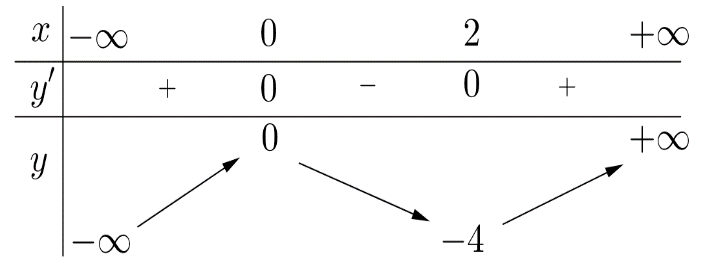 x −∞ 0 2 +∞
y′ + 0 − 0 +
0 +∞
y
−∞ −4